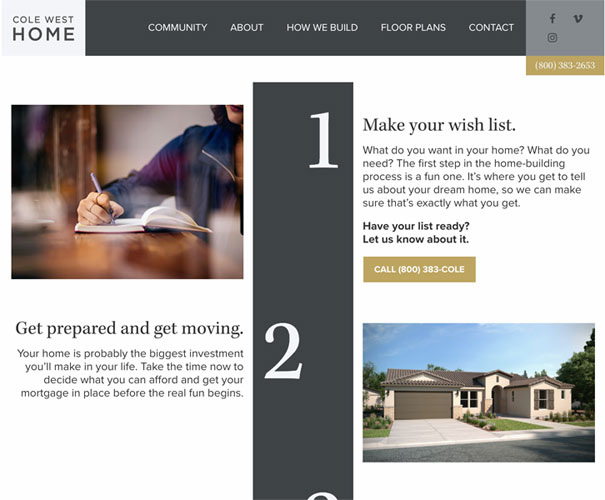 COLE WEST
HOME
COMMUNITY
ABOUT
HOW WE BUILD
FLOOR PLANS
CONTACT
(800) 383-2653
1
Make your wish list.
What do you want in your home? What do you
need? The first step in the home-building
process is a fun one. It’s where you get to tell
us about your dream home, so we can make
sure that’s exactly what you get.
Have your list ready?
Let us know about it.
CALL (800) 383-COLE
Get prepared and get moving.
Your home is probably the biggest investment
you’ll make in your life. Take the time now to
decide what you can afford and get your
mortgage in place before the real fun begins.
2